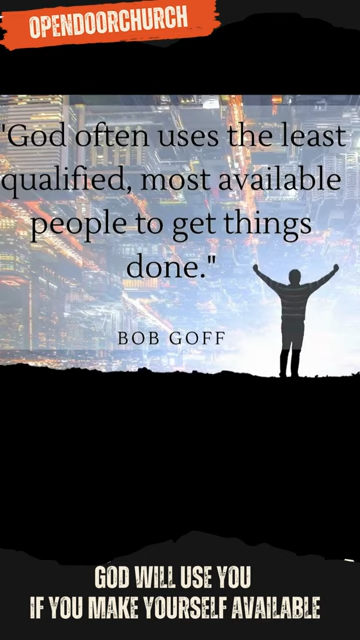 OPENDOORCHURCH
"God often uses the least
qualified, most available
people to get things
done."
BOB GOFF
GOD WILL USE YOU
IF YOU MAKE YOURSELF AVAILABLE